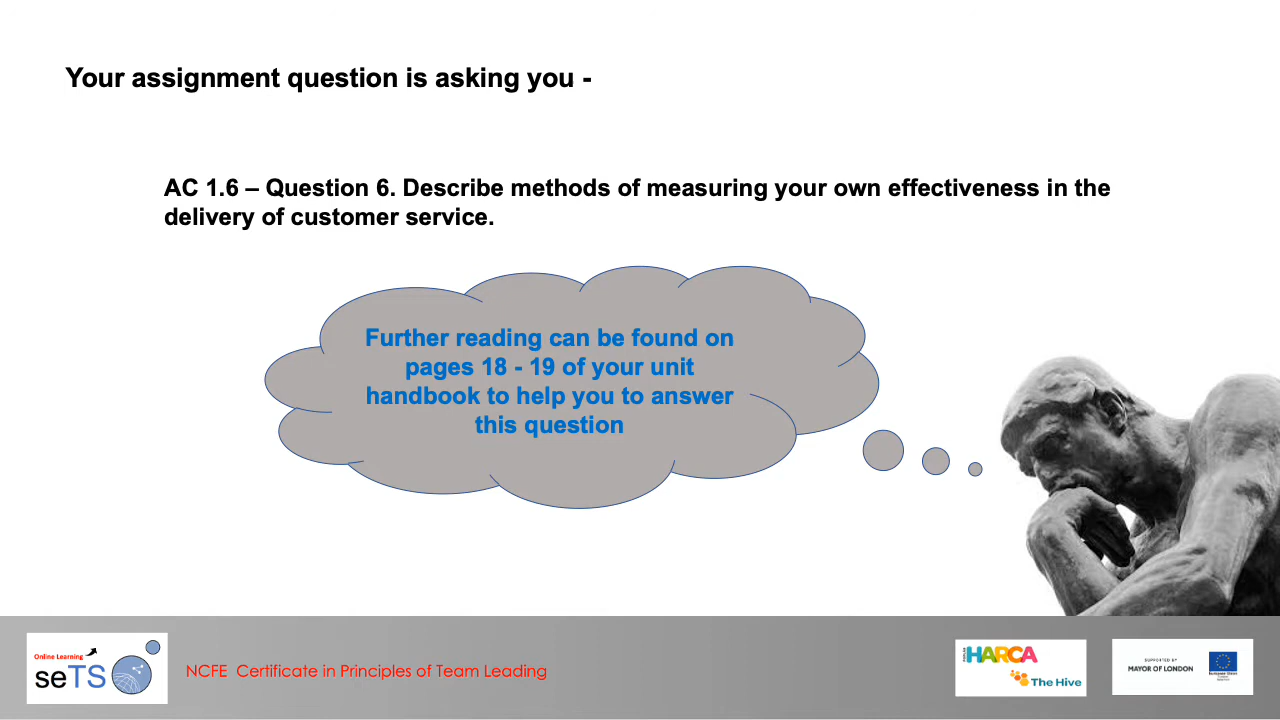 Your assignment question is asking you -
AC 1.6 – Question 6. Describe methods of measuring your own effectiveness in the
delivery of customer service.
Further reading can be found on
pages 18 - 19 of your unit
handbook to help you to answer
this question
Online Learning
seTS
NCFE Certificate in Principles of Team Leading
POPLAR
HARCA
The Hive
SUPPORTED BY
MAYOR OF LONDON
European Union